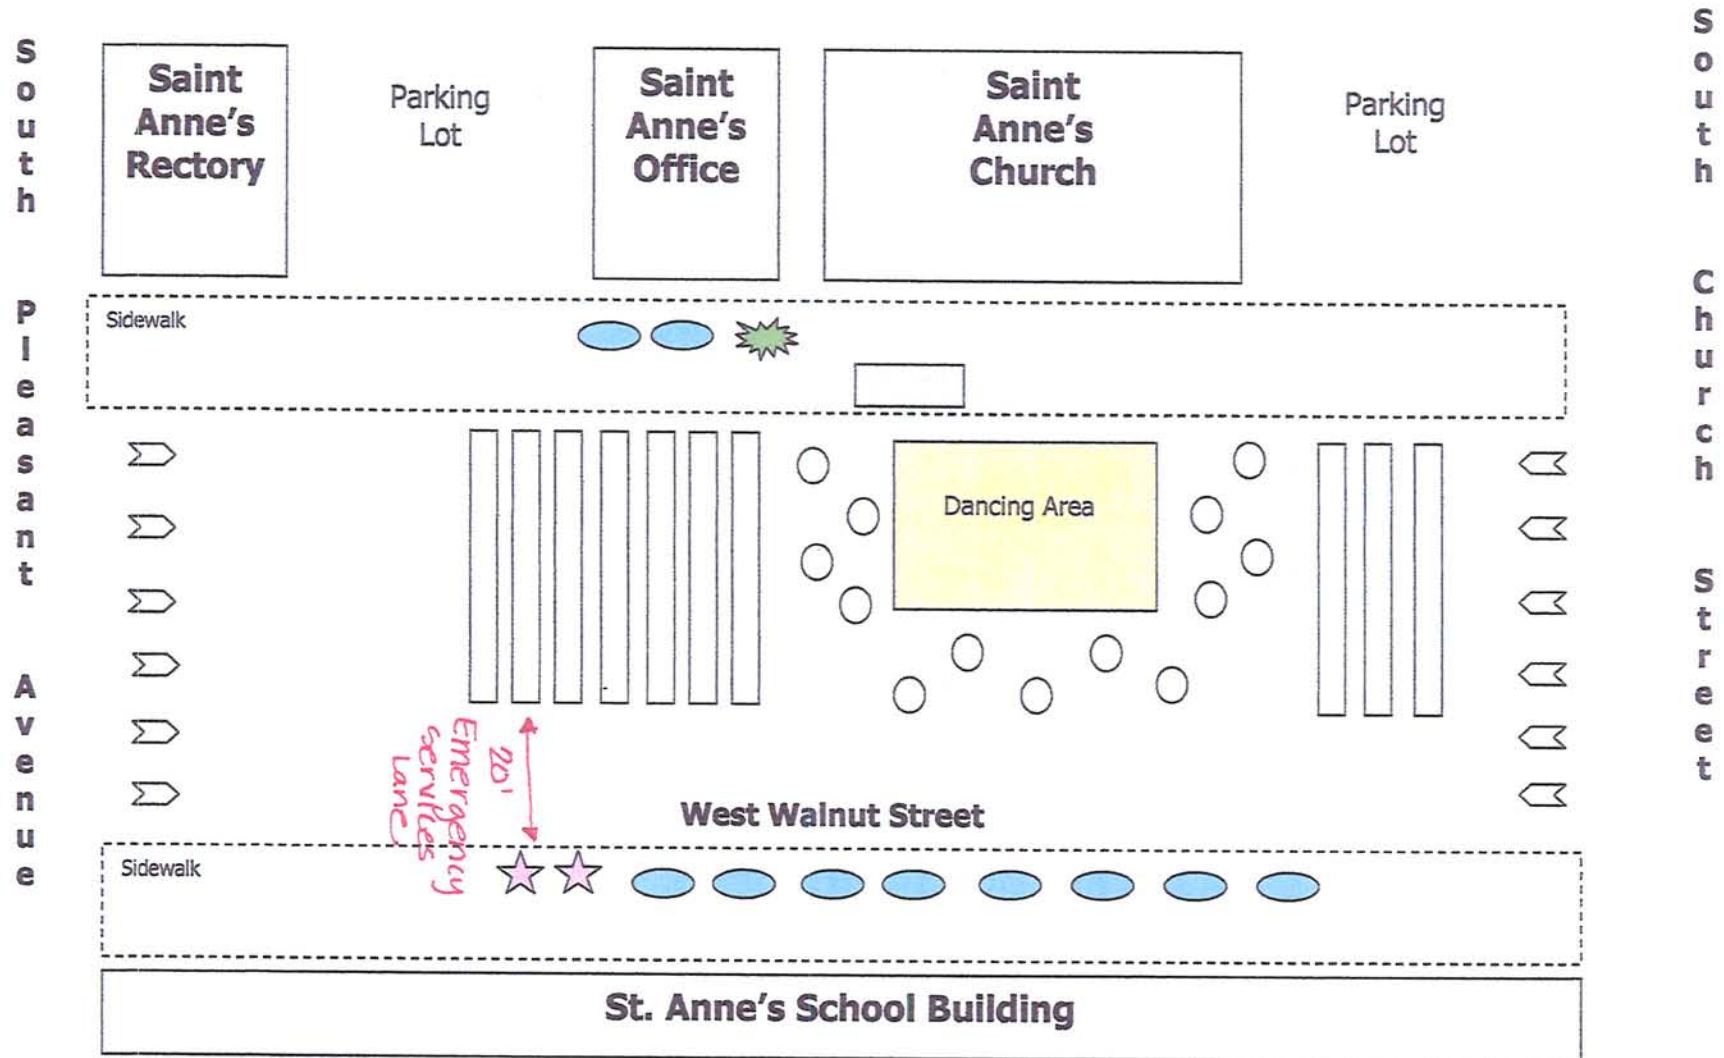 South Pleasant Avenue
Saint
Anne's
Rectory
Parking
Lot
Saint
Anne's
Office
Saint
Anne's
Church
Parking
Lot
South Church Street
Sidewalk
Dancing Area
20'
Emergency
services
Lane
West Walnut Street
Sidewalk
St. Anne's School Building